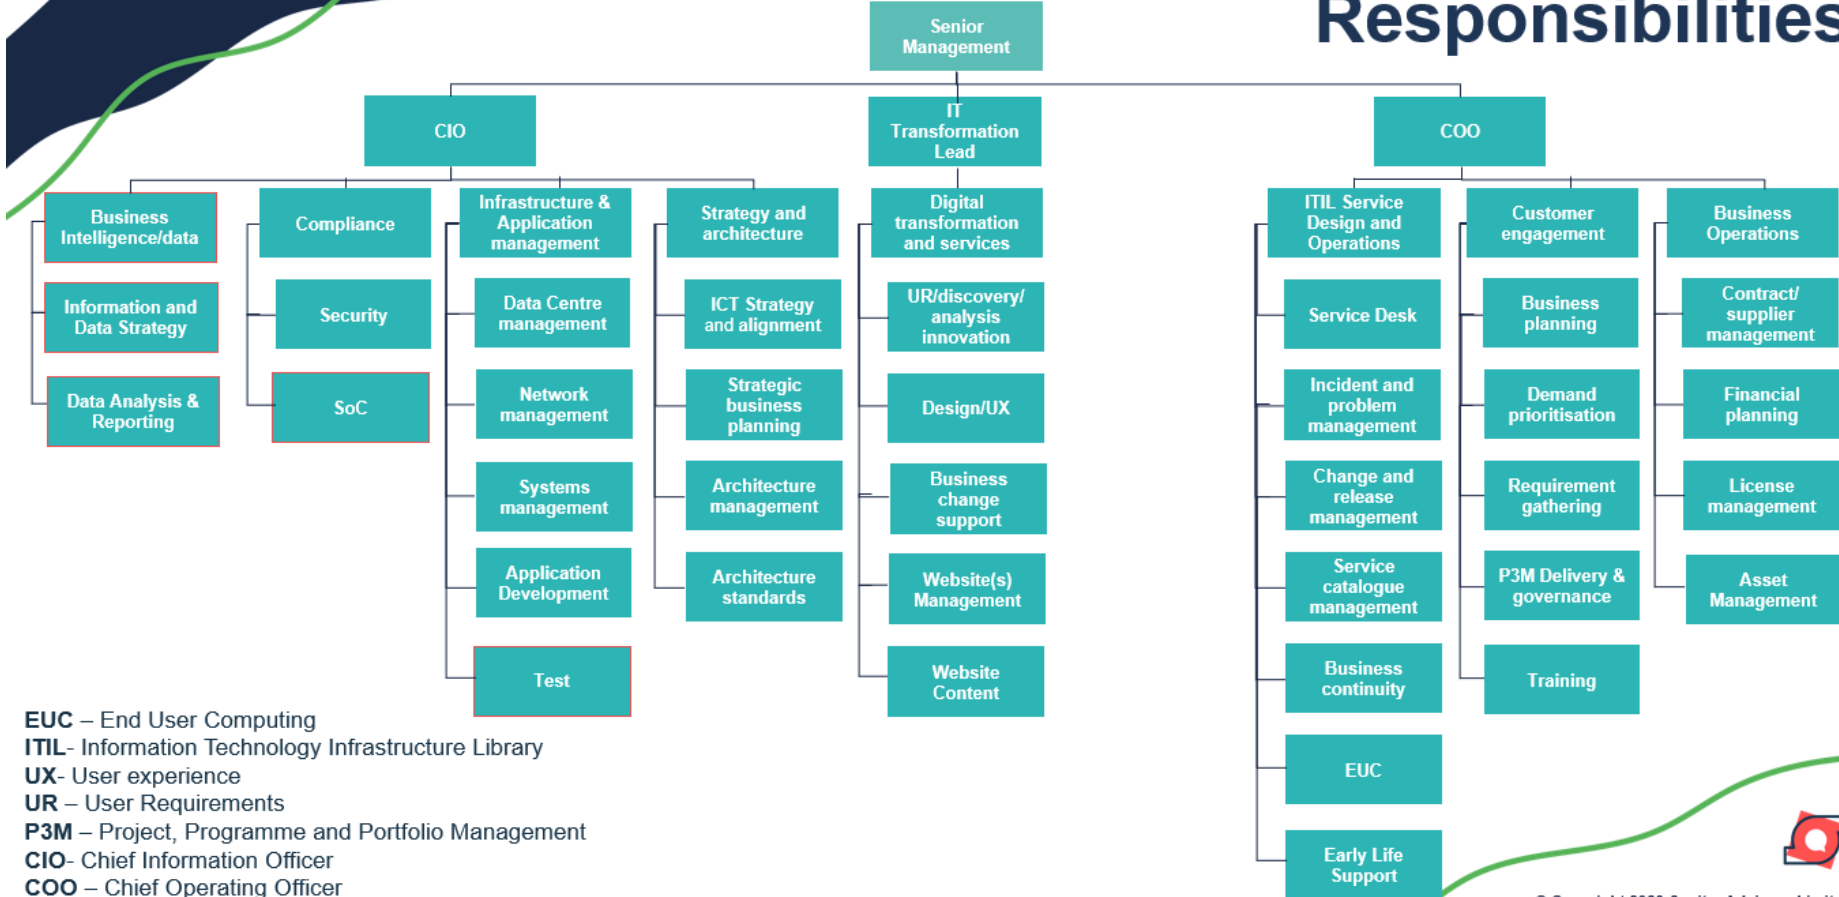 Responsibilities
Senior
Management
CIO
IT
Transformation
Lead
COO
Business
Intelligence/data
Information and
Data Strategy
Data Analysis &
Reporting
Compliance
Security
SoC
Infrastructure &
Application
management
Data Centre
management
Network
management
Systems
management
Application
Development
Test
Strategy and
architecture
ICT Strategy
and alignment
Strategic
business
planning
Architecture
management
Architecture
standards
Digital
transformation
and services
UR/discovery/
analysis
innovation
Design/UX
Business
change
support
Website(s)
Management
Website
Content
ITIL Service
Design and
Operations
Service Desk
Incident and
problem
management
Change and
release
management
Service
catalogue
management
Business
continuity
EUC
Early Life
Support
Customer
engagement
Business
planning
Demand
prioritisation
Requirement
gathering
P3M Delivery &
governance
Training
Business
Operations
Contract/
supplier
management
Financial
planning
License
management
Asset
Management
EUC – End User Computing
ITIL- Information Technology Infrastructure Library
UX- User experience
UR – User Requirements
P3M – Project, Programme and Portfolio Management
CIO- Chief Information Officer
COO – Chief Operating Officer